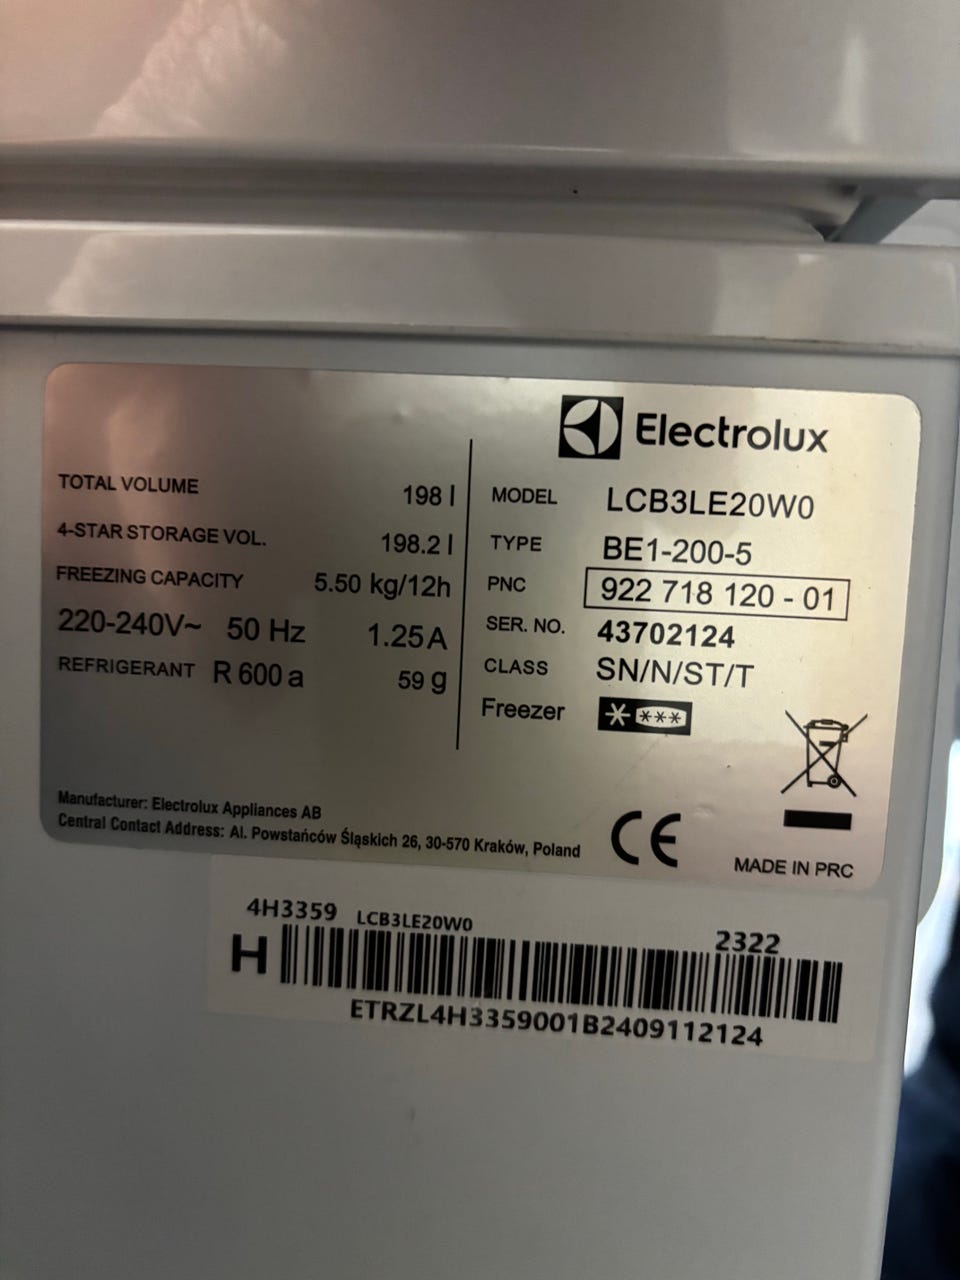 Electrolux
TOTAL VOLUME 198 l
4-STAR STORAGE VOL. 198.2 l
FREEZING CAPACITY 5.50 kg/12h
220-240V~ 50 Hz 1.25A
REFRIGERANT R 600 a 59 g
MODEL LCB3LE20W0
TYPE BE1-200-5
PNC 922 718 120 - 01
SER. NO. 43702124
CLASS SN/N/ST/T
Freezer
Manufacturer: Electrolux Appliances AB
Central Contact Address: Al. Powstańców Śląskich 26, 30-570 Kraków, Poland
CE
MADE IN PRC
4H3359 LCB3LE20W0 2322
H
ETRZL4H3359001B2409112124